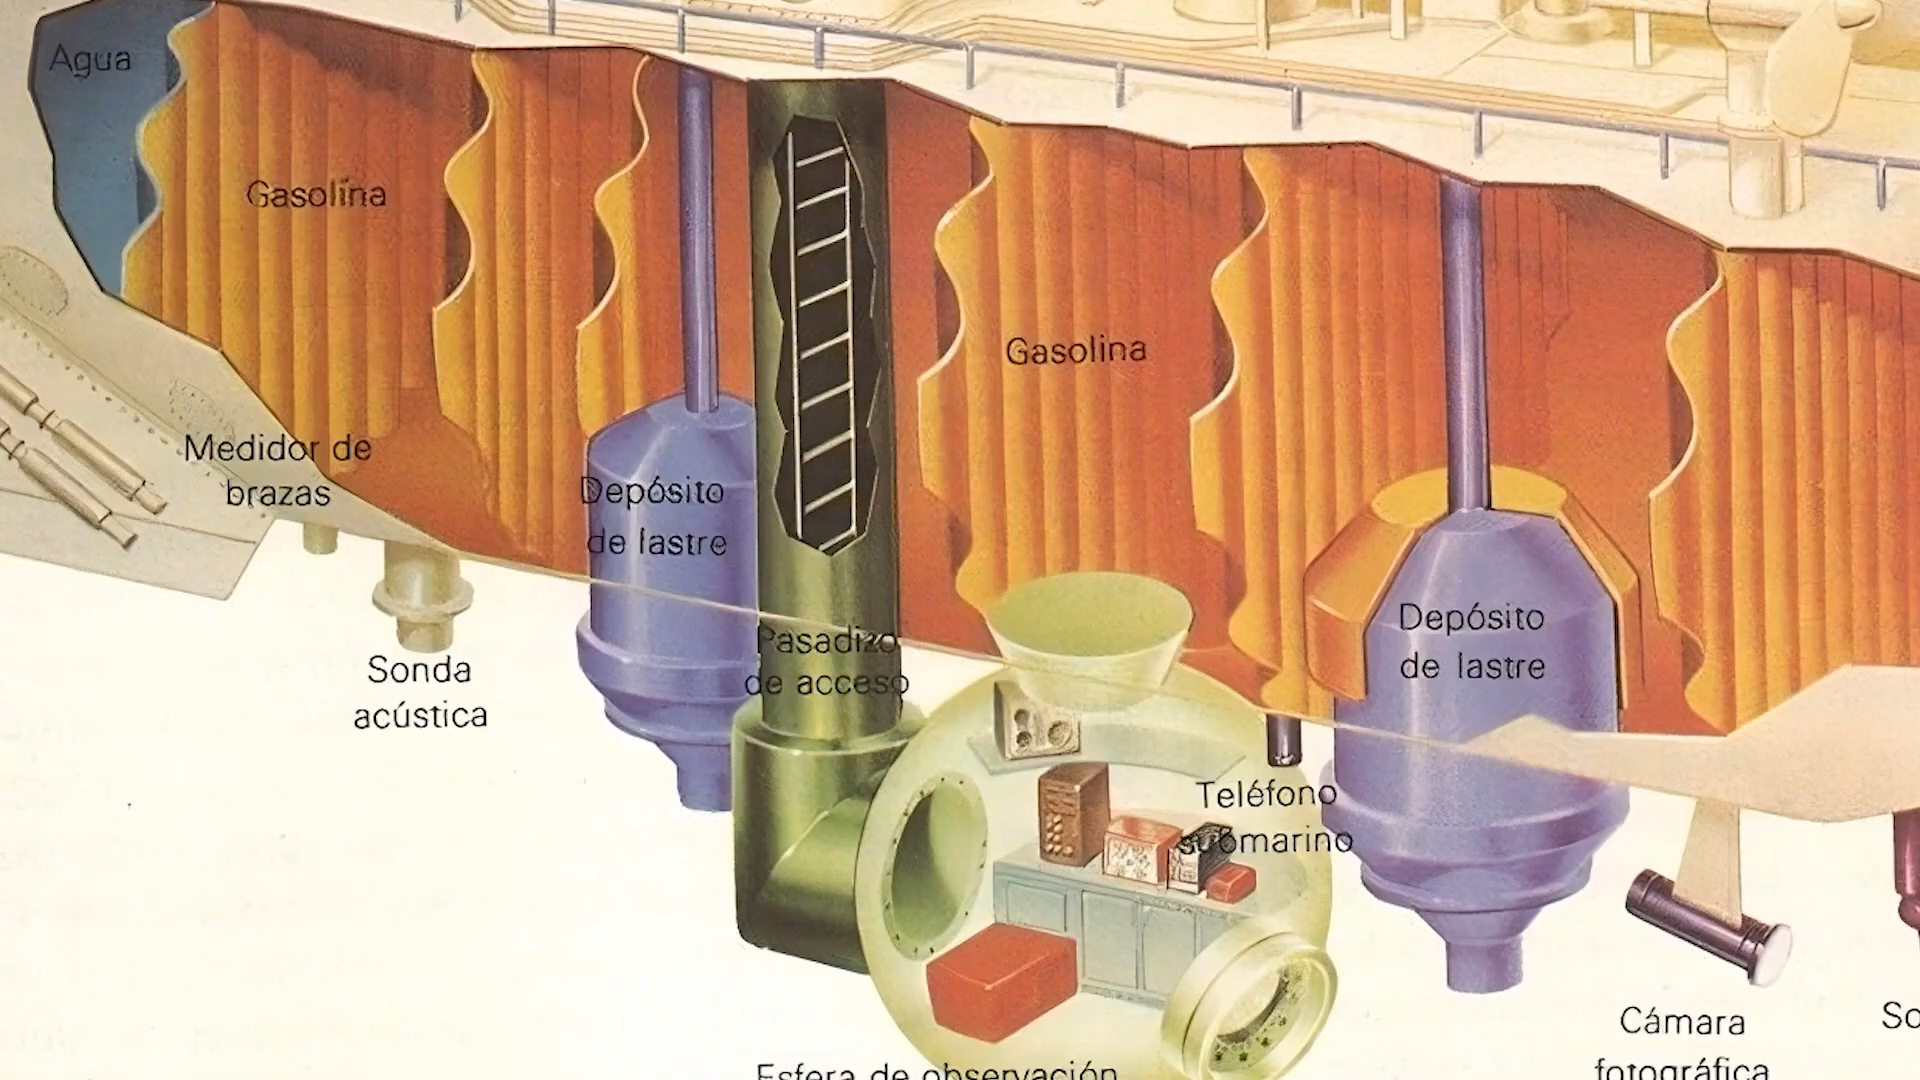 Agua
Gasolina
Gasolina
Medidor de
brazas
Depósito
de lastre
Sonda
acústica
Pasadizo
de acceso
Depósito
de lastre
Teléfono
submarino
Cámara
fotográfica
Esfera de observación